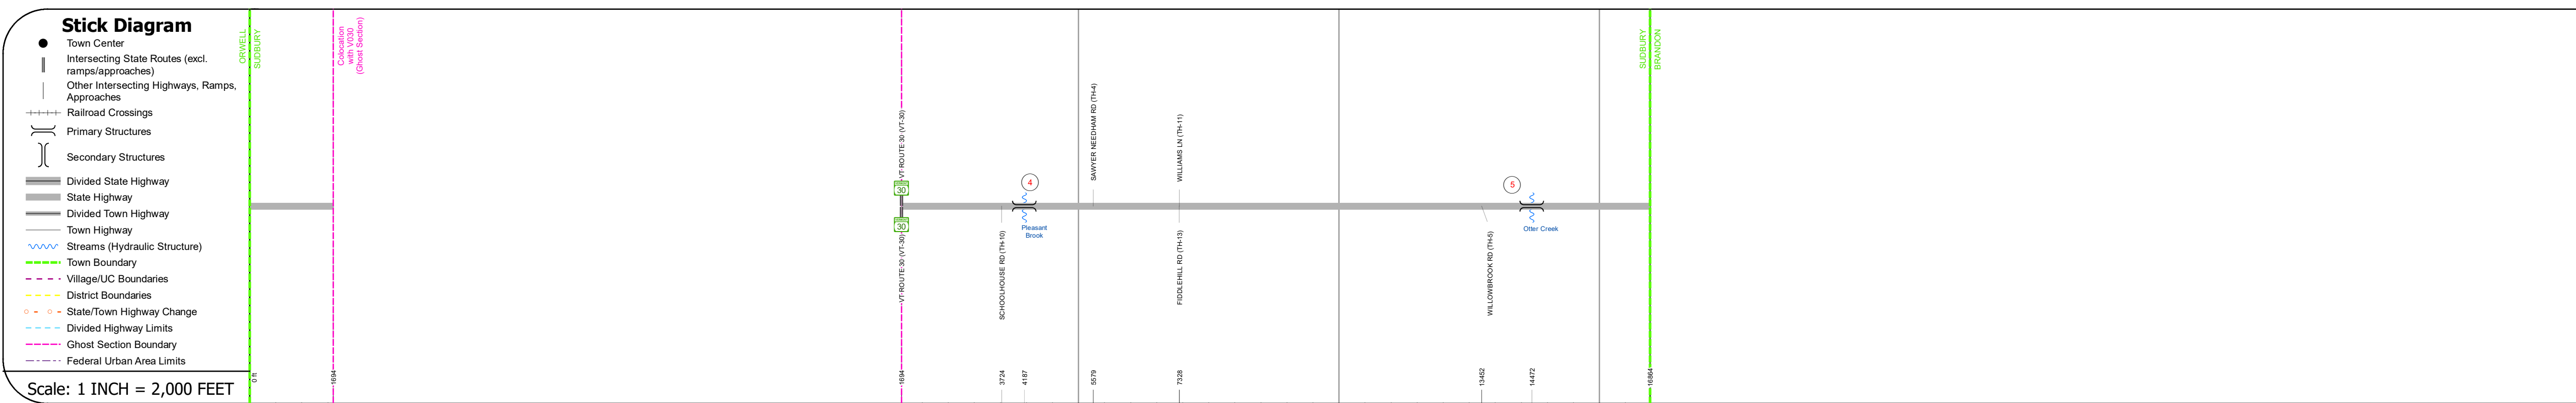 Stick Diagram
Town Center
Intersecting State Routes (excl.
ramps/approaches)
Other Intersecting Highways, Ramps,
Approaches
Railroad Crossings
Primary Structures
Secondary Structures
Divided State Highway
State Highway
Divided Town Highway
Town Highway
Streams (Hydraulic Structure)
Town Boundary
Village/UC Boundaries
District Boundaries
State/Town Highway Change
Divided Highway Limits
Ghost Section Boundary
Federal Urban Area Limits
Scale: 1 INCH = 2,000 FEET
ORWELL
SUDBURY
Colocation
with V030
(Ghost Section)
VT-ROUTE-30 (VT-30)
30
30
VT-ROUTE-30 (VT-30)
SCHOOLHOUSE RD (TH-10)
4
Pleasant
Brook
SAWYER NEEDHAM RD (TH-4)
WILLIAMS LN (TH-11)
FIDDLEHILL RD (TH-13)
WILLOWBROOK RD (TH-5)
5
Otter Creek
SUDBURY
BRANDON
0 ft
1694
1694
3724
4187
5579
7328
13452
14472
16864